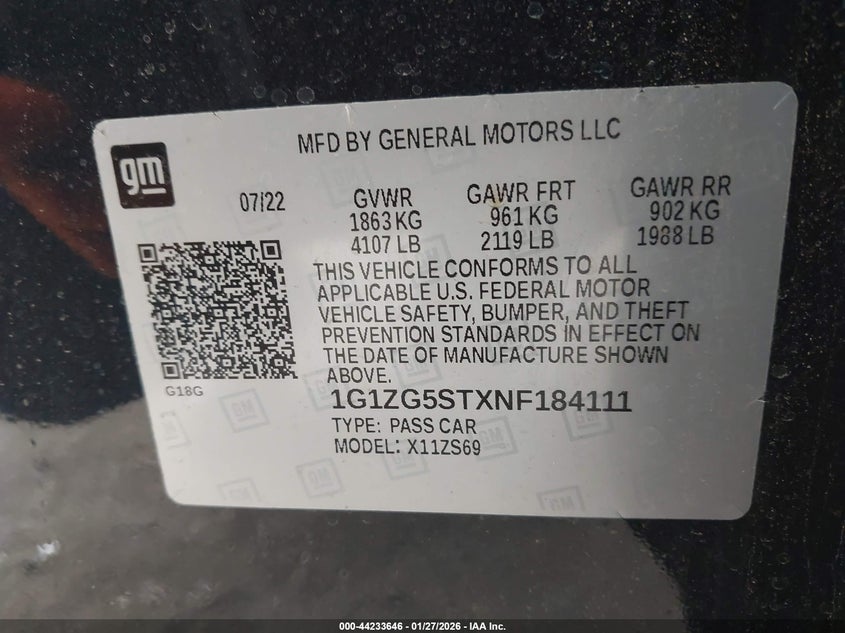 MFD BY GENERAL MOTORS LLC
gm
07/22
GVWR GAWR FRT GAWR RR
1863 KG 961 KG 902 KG
4107 LB 2119 LB 1988 LB
THIS VEHICLE CONFORMS TO ALL
APPLICABLE U.S. FEDERAL MOTOR
VEHICLE SAFETY, BUMPER, AND THEFT
PREVENTION STANDARDS IN EFFECT ON
THE DATE OF MANUFACTURE SHOWN
ABOVE.
G18G
1G1ZG5STXNF184111
TYPE: PASS CAR
MODEL: X11ZS69
000-44233646 - 01/27/2026 - IAA Inc.